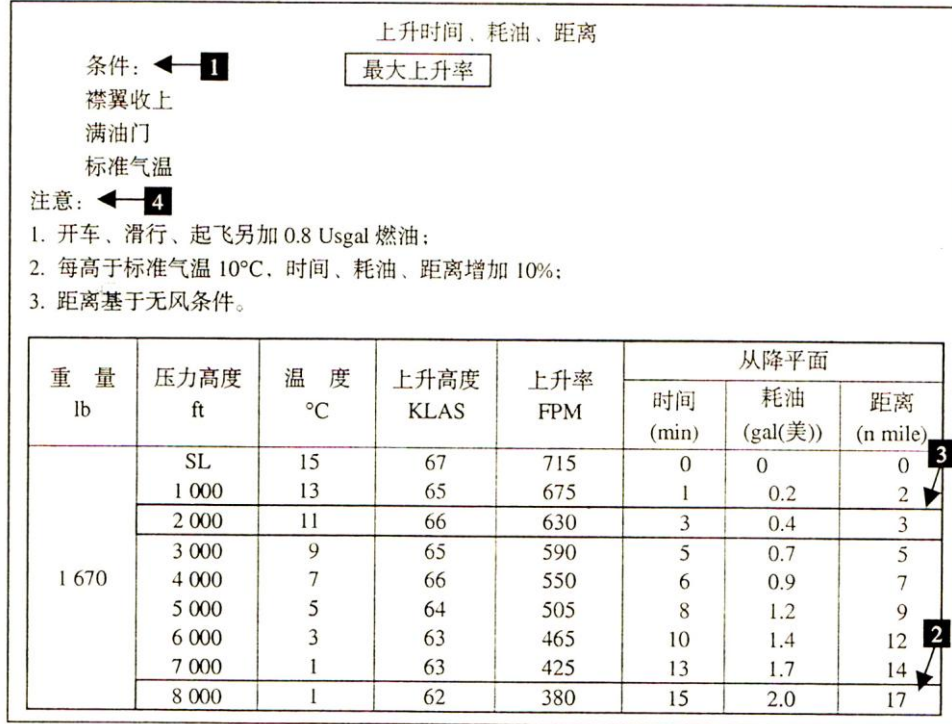 上升时间、耗油、距离
条件: 1 最大上升率
襟翼收上
满油门
标准气温
注意: 4
1. 开车、滑行、起飞另加 0.8 Usgal 燃油;
2. 每高于标准气温 10°C, 时间、耗油、距离增加 10%;
3. 距离基于无风条件。
重 量 lb 压力高度 ft 温 度 °C 上升高度 KLAS 上升率 FPM 从降平面
时间 (min) 耗油 (gal(美)) 距离 (n mile)
3
SL 15 67 715 0 0 0
1 000 13 65 675 1 0.2 2
2 000 11 66 630 3 0.4 3
3 000 9 65 590 5 0.7 5
1 670 4 000 7 66 550 6 0.9 7
5 000 5 64 505 8 1.2 9
6 000 3 63 465 10 1.4 12 2
7 000 1 63 425 13 1.7 14
8 000 1 62 380 15 2.0 17